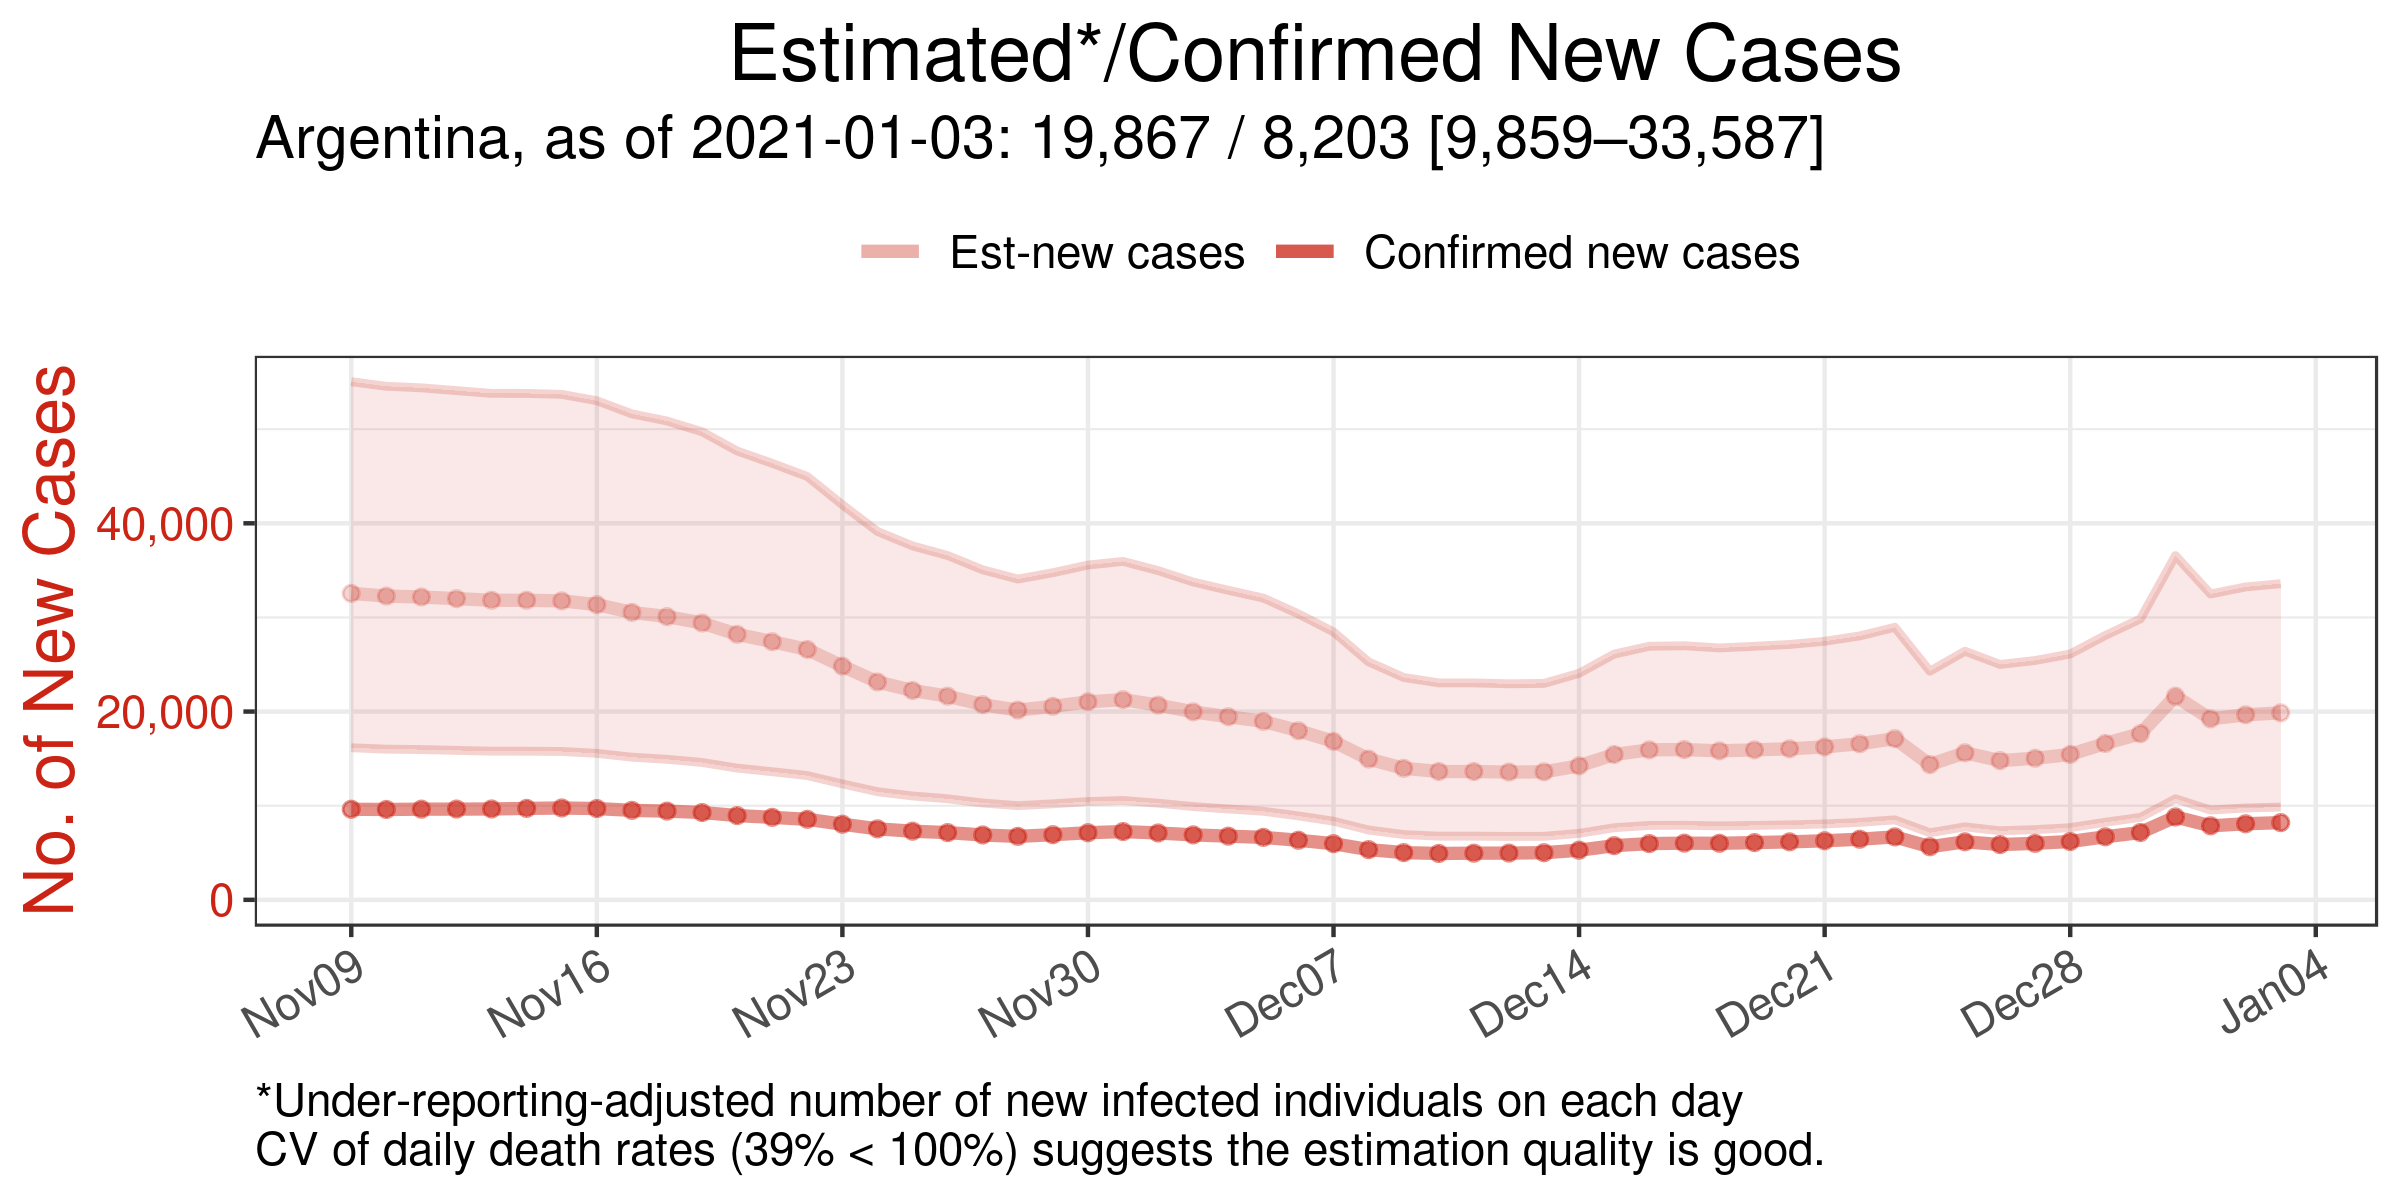 Estimated*/Confirmed New Cases
Argentina, as of 2021-01-03: 19,867 / 8,203 [9,859–33,587]
Est-new cases
Confirmed new cases
No. of New Cases
40,000
20,000
0
Nov09
Nov16
Nov23
Nov30
Dec07
Dec14
Dec21
Dec28
Jan04
*Under-reporting-adjusted number of new infected individuals on each day
CV of daily death rates (39% < 100%) suggests the estimation quality is good.